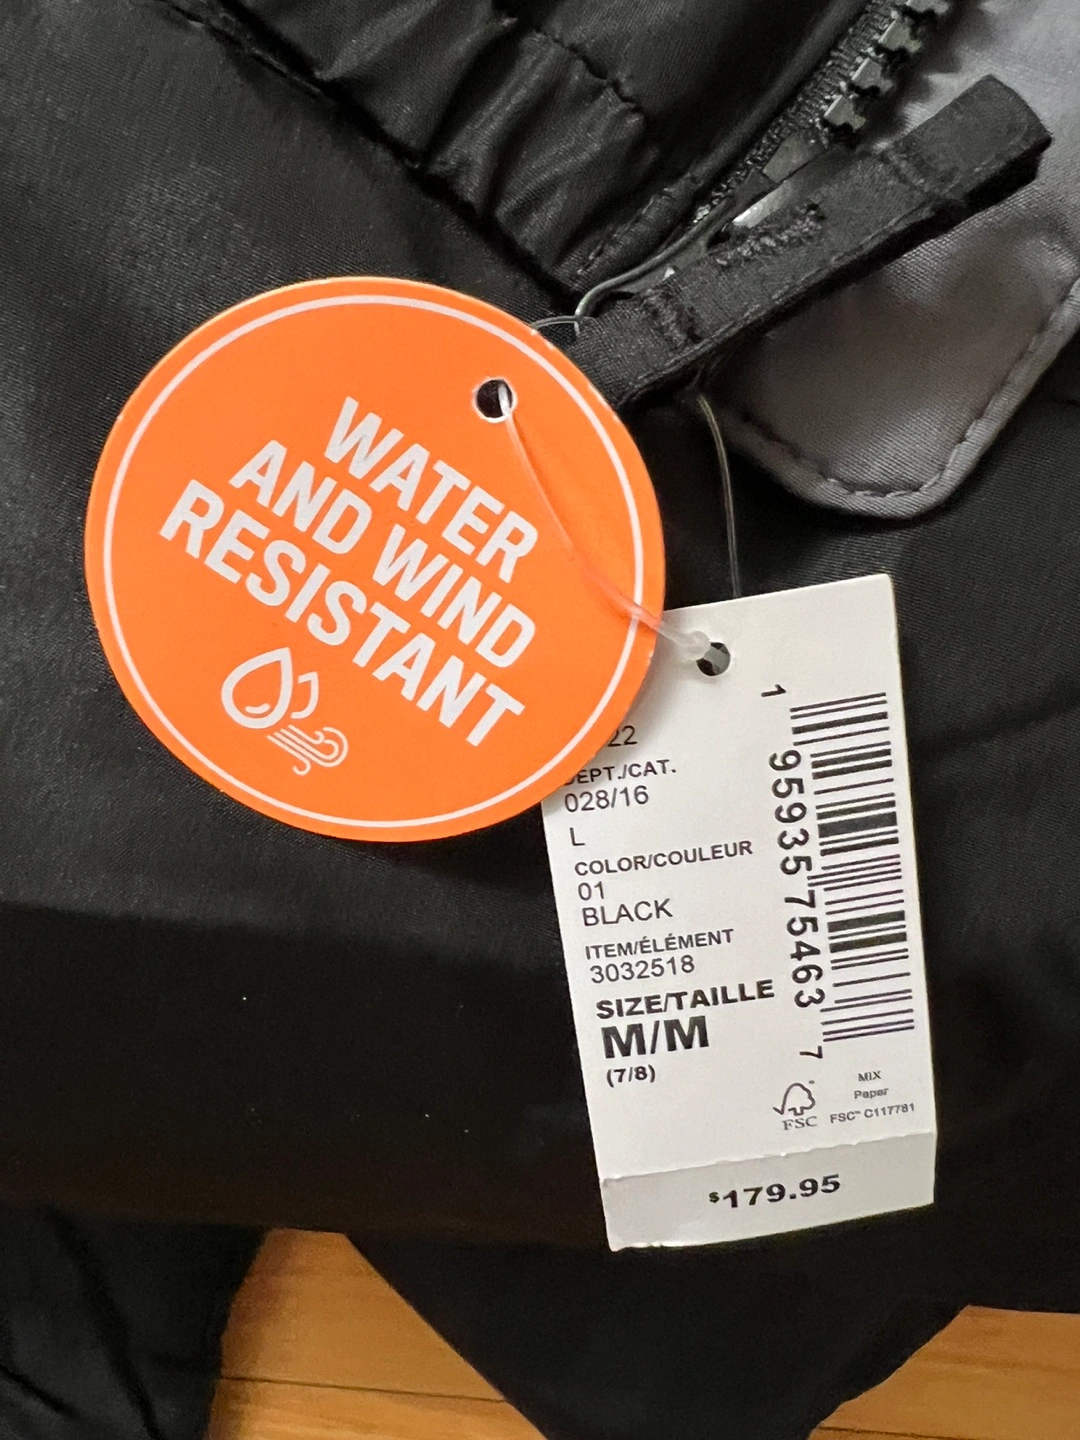 WATER
AND WIND
RESISTANT
22
DEPT./CAT.
028/16
L
COLOR/COULEUR
01
BLACK
ITEM/ÉLÉMENT
3032518
SIZE/TAILLE
M/M
(7/8)
1 95935 75463 7
FSC
MIX
Paper
FSC™ C117781
$179.95